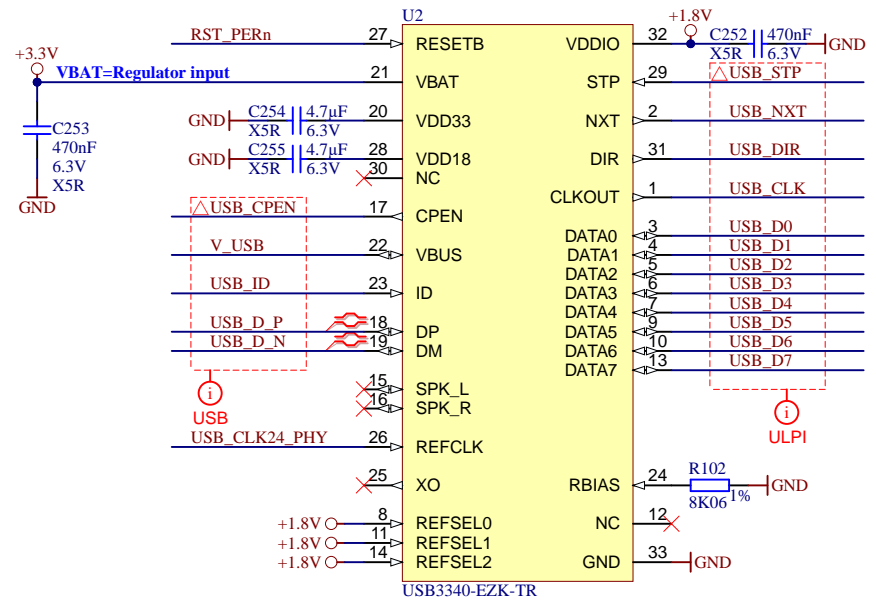 U2
+3.3V
VBAT=Regulator input
C253
470nF
6.3V
X5R
GND
RST_PERn 27 RESETB
21 VBAT
GND C254 4.7µF 20 VDD33
X5R 6.3V
GND C255 4.7µF 28 VDD18
X5R 6.3V
30 NC
USB_CPEN 17 CPEN
V_USB 22 VBUS
USB_ID 23 ID
USB_D_P 18 DP
USB_D_N 19 DM
i
USB
15 SPK_L
16 SPK_R
USB_CLK24_PHY 26 REFCLK
25 XO
+1.8V 8 REFSEL0
+1.8V 11 REFSEL1
+1.8V 14 REFSEL2
+1.8V
VDDIO 32 C252 470nF GND
X5R 6.3V
STP 29 USB_STP
NXT 2 USB_NXT
DIR 31 USB_DIR
CLKOUT 1 USB_CLK
DATA0 3 USB_D0
DATA1 4 USB_D1
DATA2 5 USB_D2
DATA3 6 USB_D3
DATA4 7 USB_D4
DATA5 9 USB_D5
DATA6 10 USB_D6
DATA7 13 USB_D7
i
ULPI
RBIAS 24 R102 GND
8K06 1%
NC 12
GND 33 GND
USB3340-EZK-TR